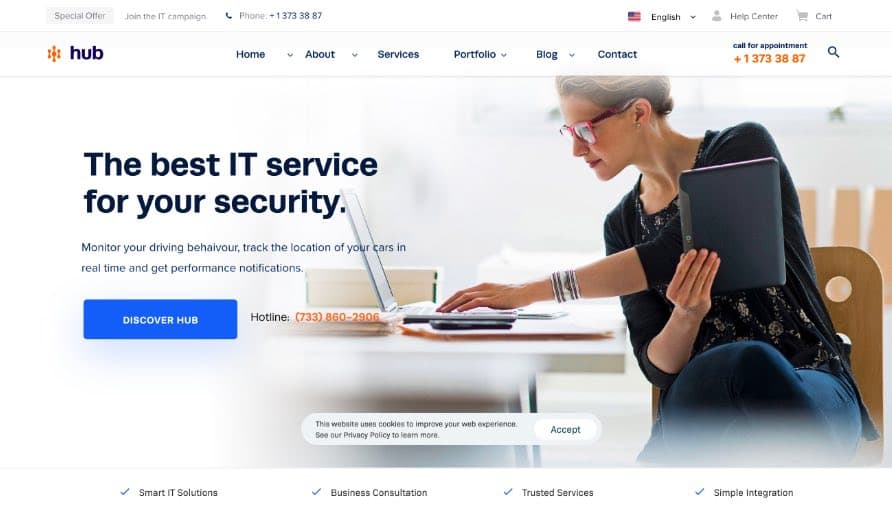 Special Offer
Join the IT campaign.
Phone: + 1 373 38 87
English
Help Center
Cart
hub
Home
About
Services
Portfolio
Blog
Contact
call for appointment
+ 1 373 38 87
The best IT service
for your security.
Monitor your driving behaivour, track the location of your cars in
real time and get performance notifications.
DISCOVER HUB
Hotline: (733) 860-2906
This website uses cookies to improve your web experience.
See our Privacy Policy to learn more.
Accept
Smart IT Solutions
Business Consultation
Trusted Services
Simple Integration